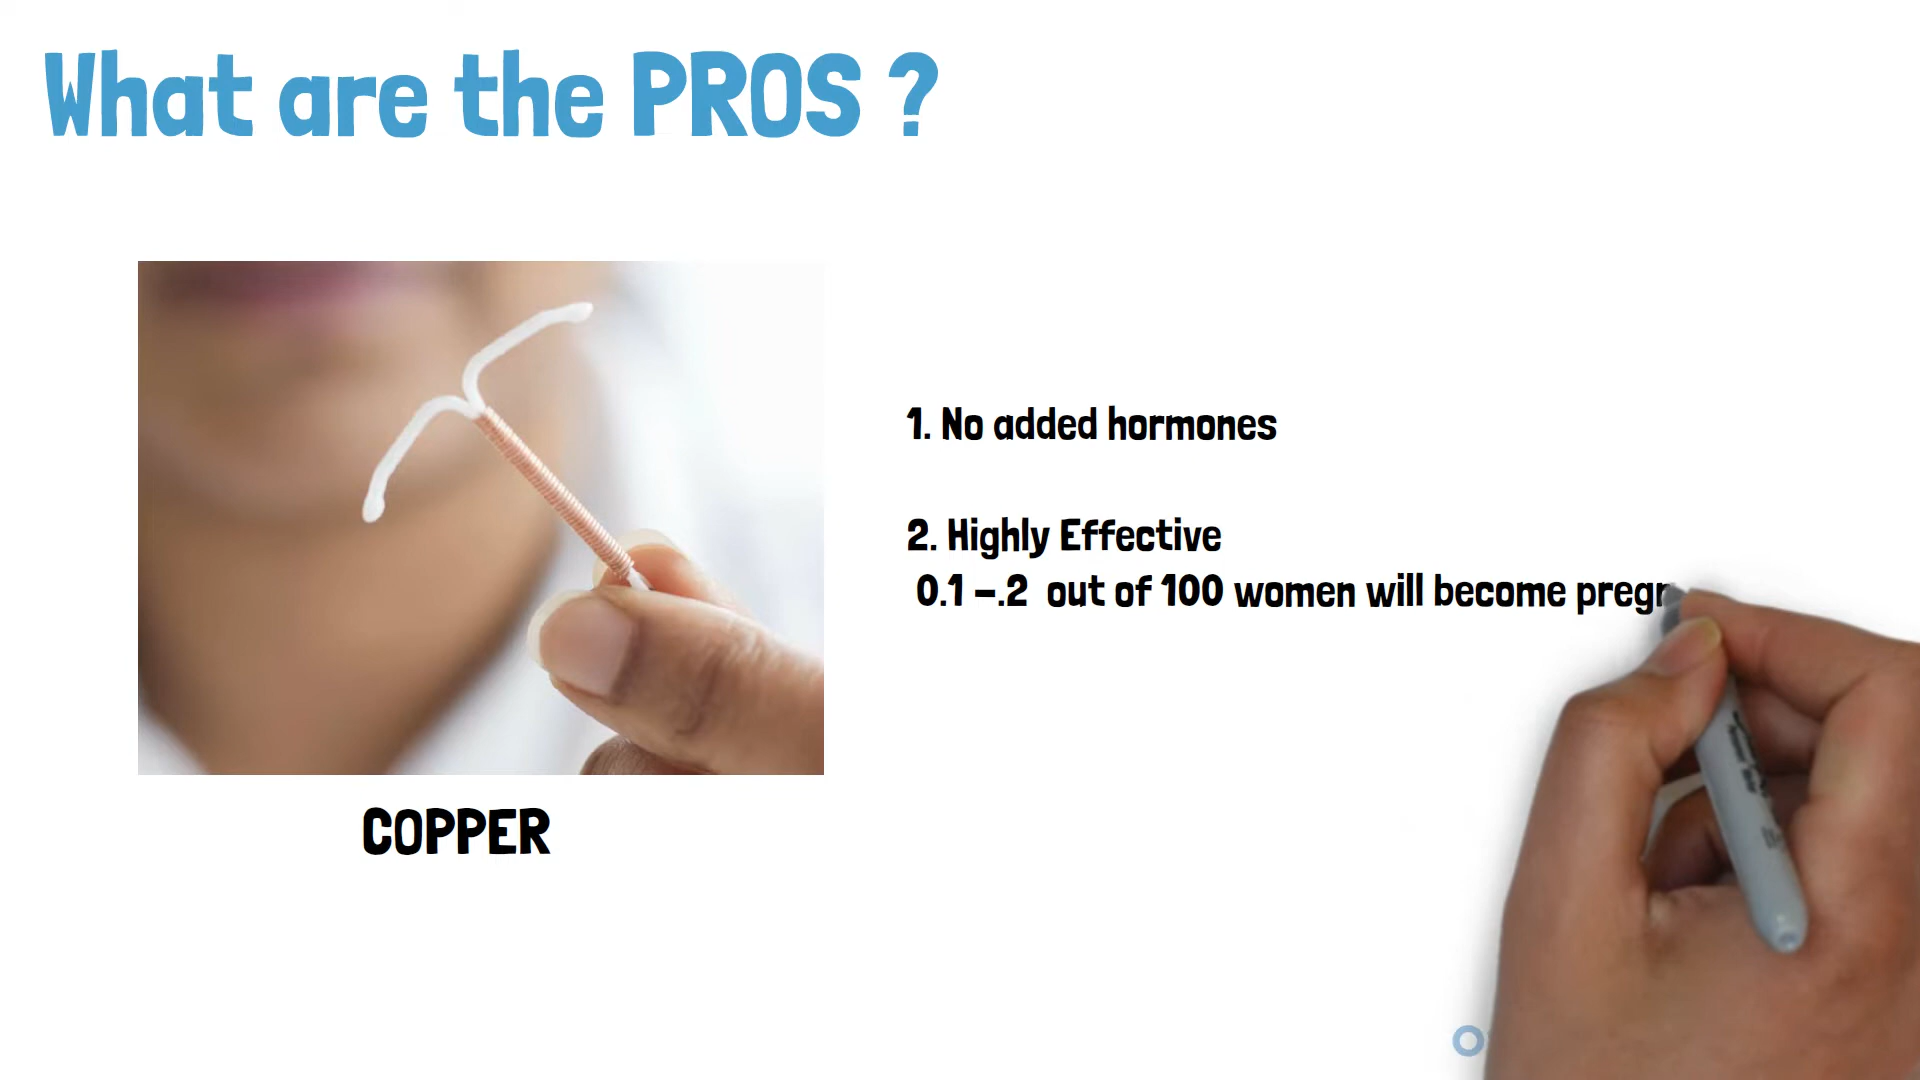 What are the PROS ?
1. No added hormones
2. Highly Effective
0.1 –.2 out of 100 women will become pregn
COPPER